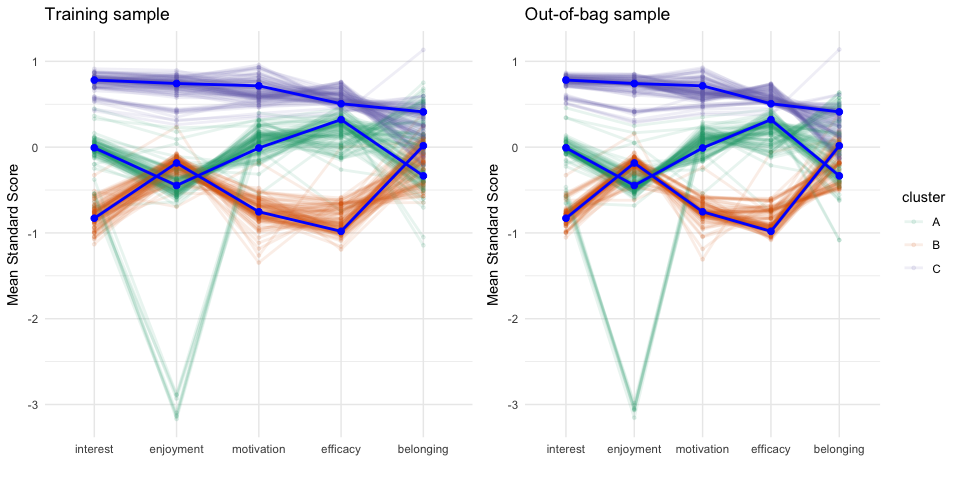 Training sample
Mean Standard Score
1
0
-1
-2
-3
interest enjoyment motivation efficacy belonging
Out-of-bag sample
Mean Standard Score
1
0
-1
-2
-3
interest enjoyment motivation efficacy belonging
cluster
A
B
C